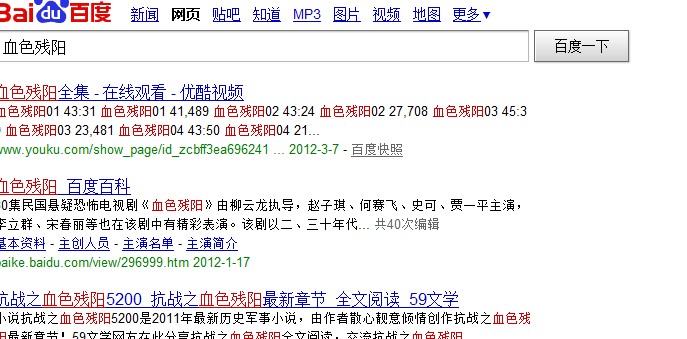 Bai du 百度 新闻 网页 贴吧 知道 MP3 图片 视频 地图 更多▼
血色残阳 百度一下
血色残阳全集 - 在线观看 - 优酷视频
血色残阳01 43:31 血色残阳01 41,489 血色残阳02 43:24 血色残阳02 27,708 血色残阳03 45:3
血色残阳03 23,481 血色残阳04 43:50 血色残阳04 21...
www.youku.com/show_page/id_zcbff3ea696241 ... 2012-3-7 - 百度快照
血色残阳_百度百科
0集民国悬疑恐怖电视剧《血色残阳》由柳云龙执导，赵子琪、何赛飞、史可、贾一平主演，
李立群、宋春丽等也在该剧中有精彩表演。该剧以二、三十年代... 共40次编辑
基本资料 - 主创人员 - 主演名单 - 主演简介
baike.baidu.com/view/296999.htm 2012-1-17
抗战之血色残阳5200_抗战之血色残阳最新章节_全文阅读_59文学
小说抗战之血色残阳5200是2011年最新历史军事小说，由作者散心靓意倾情创作抗战之血色残
阳最新章节！59文学网友在此分享抗战之血色残阳全文阅读，交流抗战之血色残阳